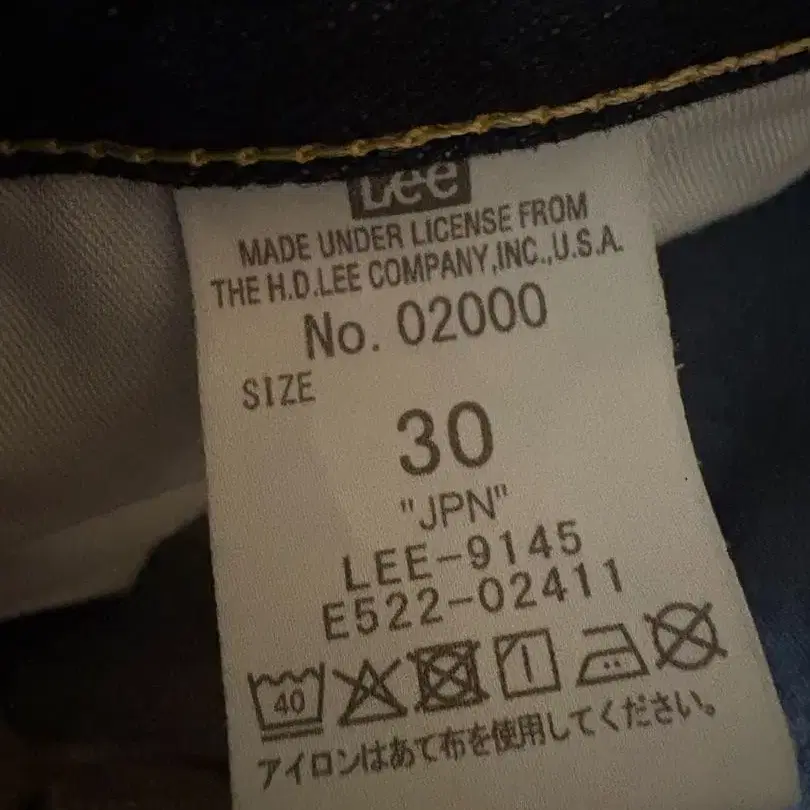 Lee
MADE UNDER LICENSE FROM
THE H.D.LEE COMPANY,INC.,U.S.A.
No. 02000
SIZE
30
"JPN"
LEE-9145
E522-02411
40
アイロンはあて布を使用してください。